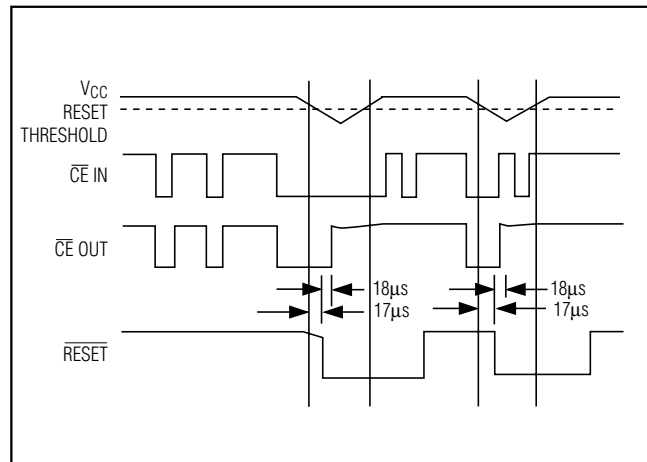 VCC
RESET
THRESHOLD
CE IN
CE OUT
18μs
18μs
17μs
17μs
RESET